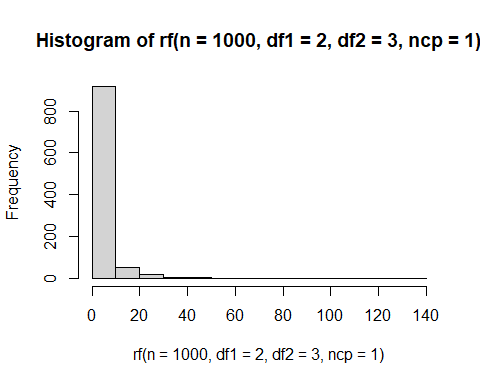 Histogram of rf(n = 1000, df1 = 2, df2 = 3, ncp = 1)
Frequency
800
600
400
200
0
0 20 40 60 80 100 120 140
rf(n = 1000, df1 = 2, df2 = 3, ncp = 1)